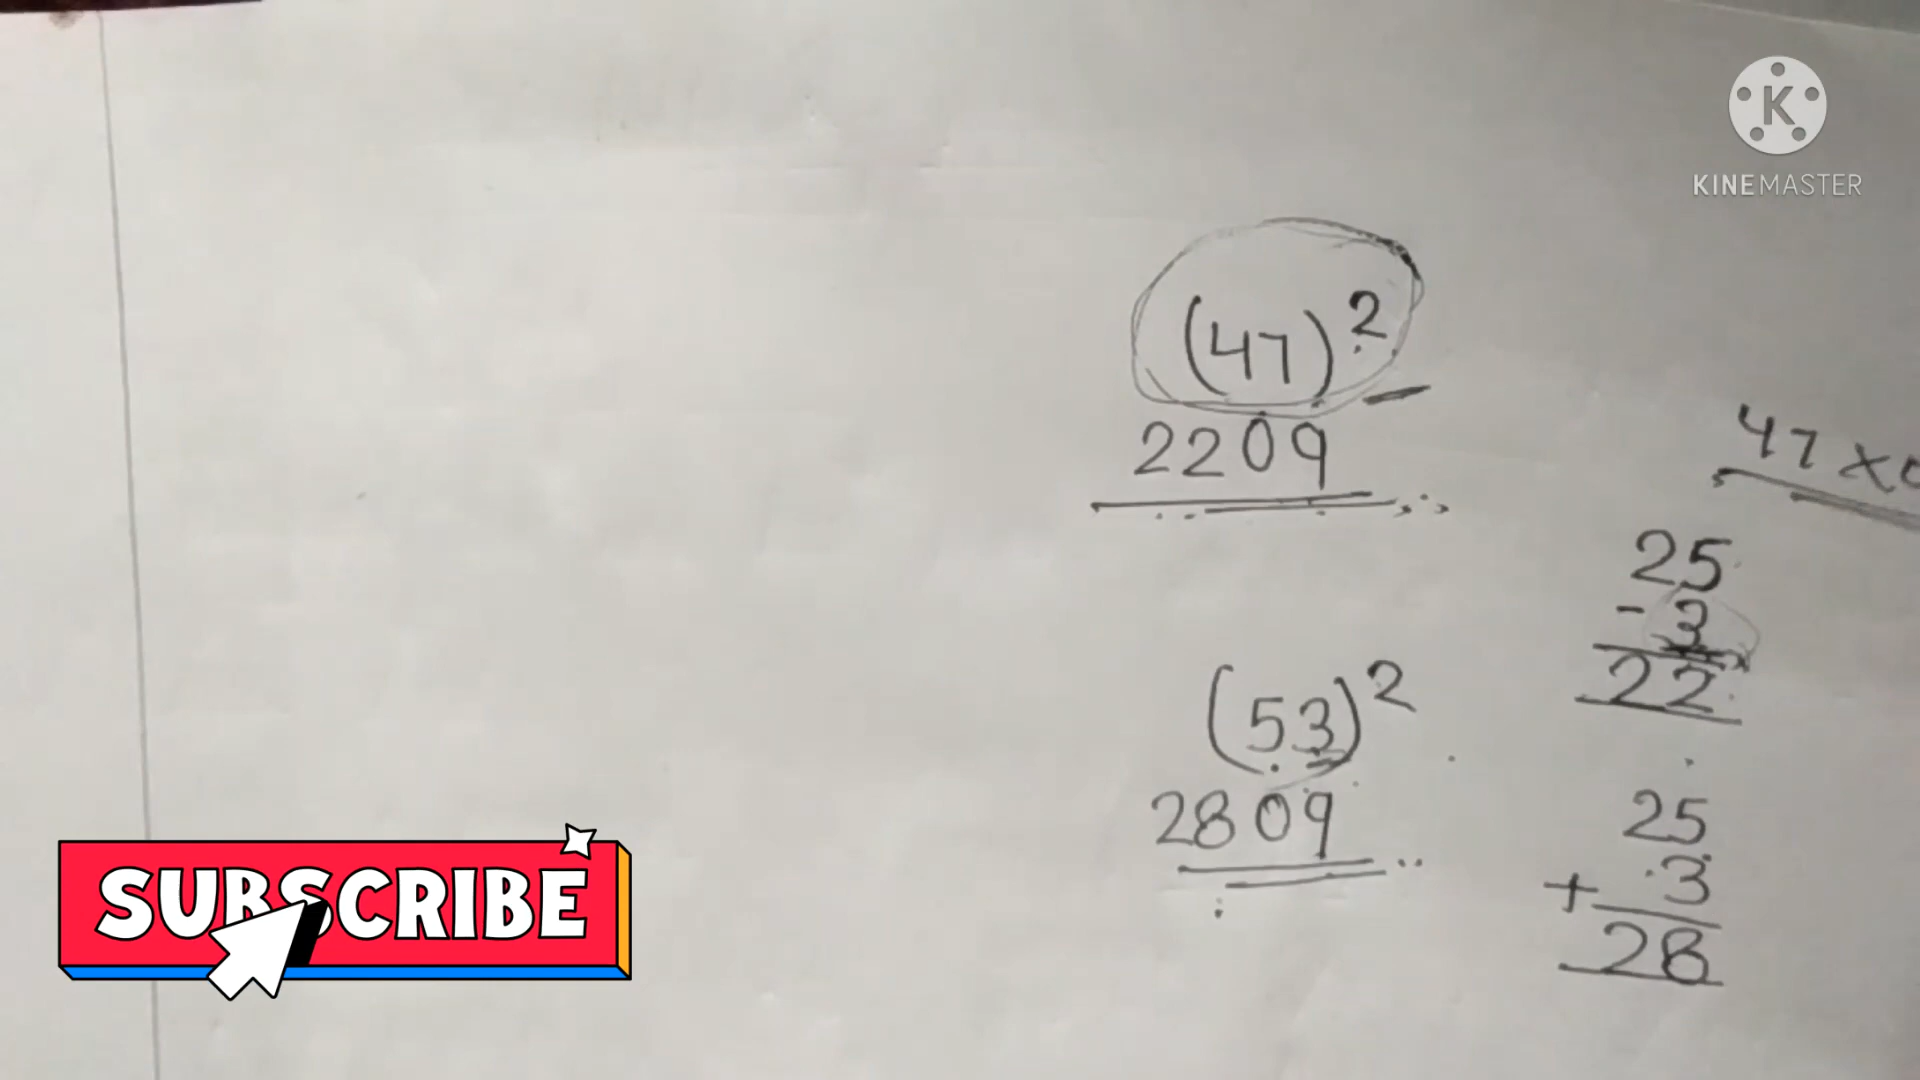 K
KINEMASTER
(47)²
2209
47 x
25
- 3
22
(53)²
2809
25
+ 3
28
SUBSCRIBE